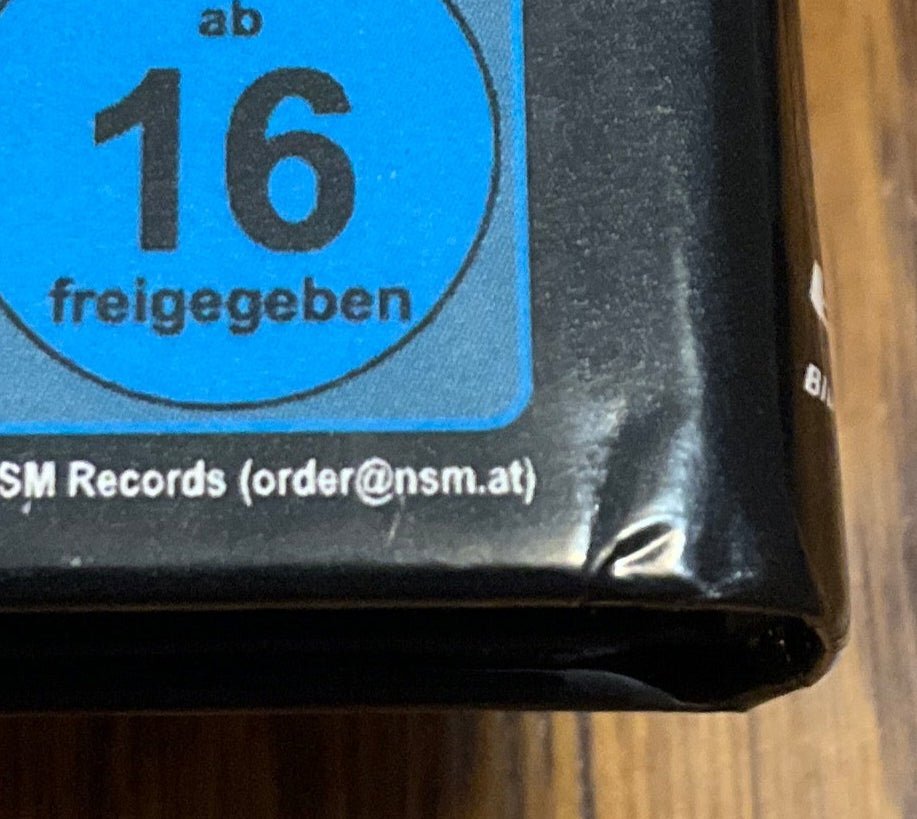 ab
16
freigegeben
SM Records (order@nsm.at)